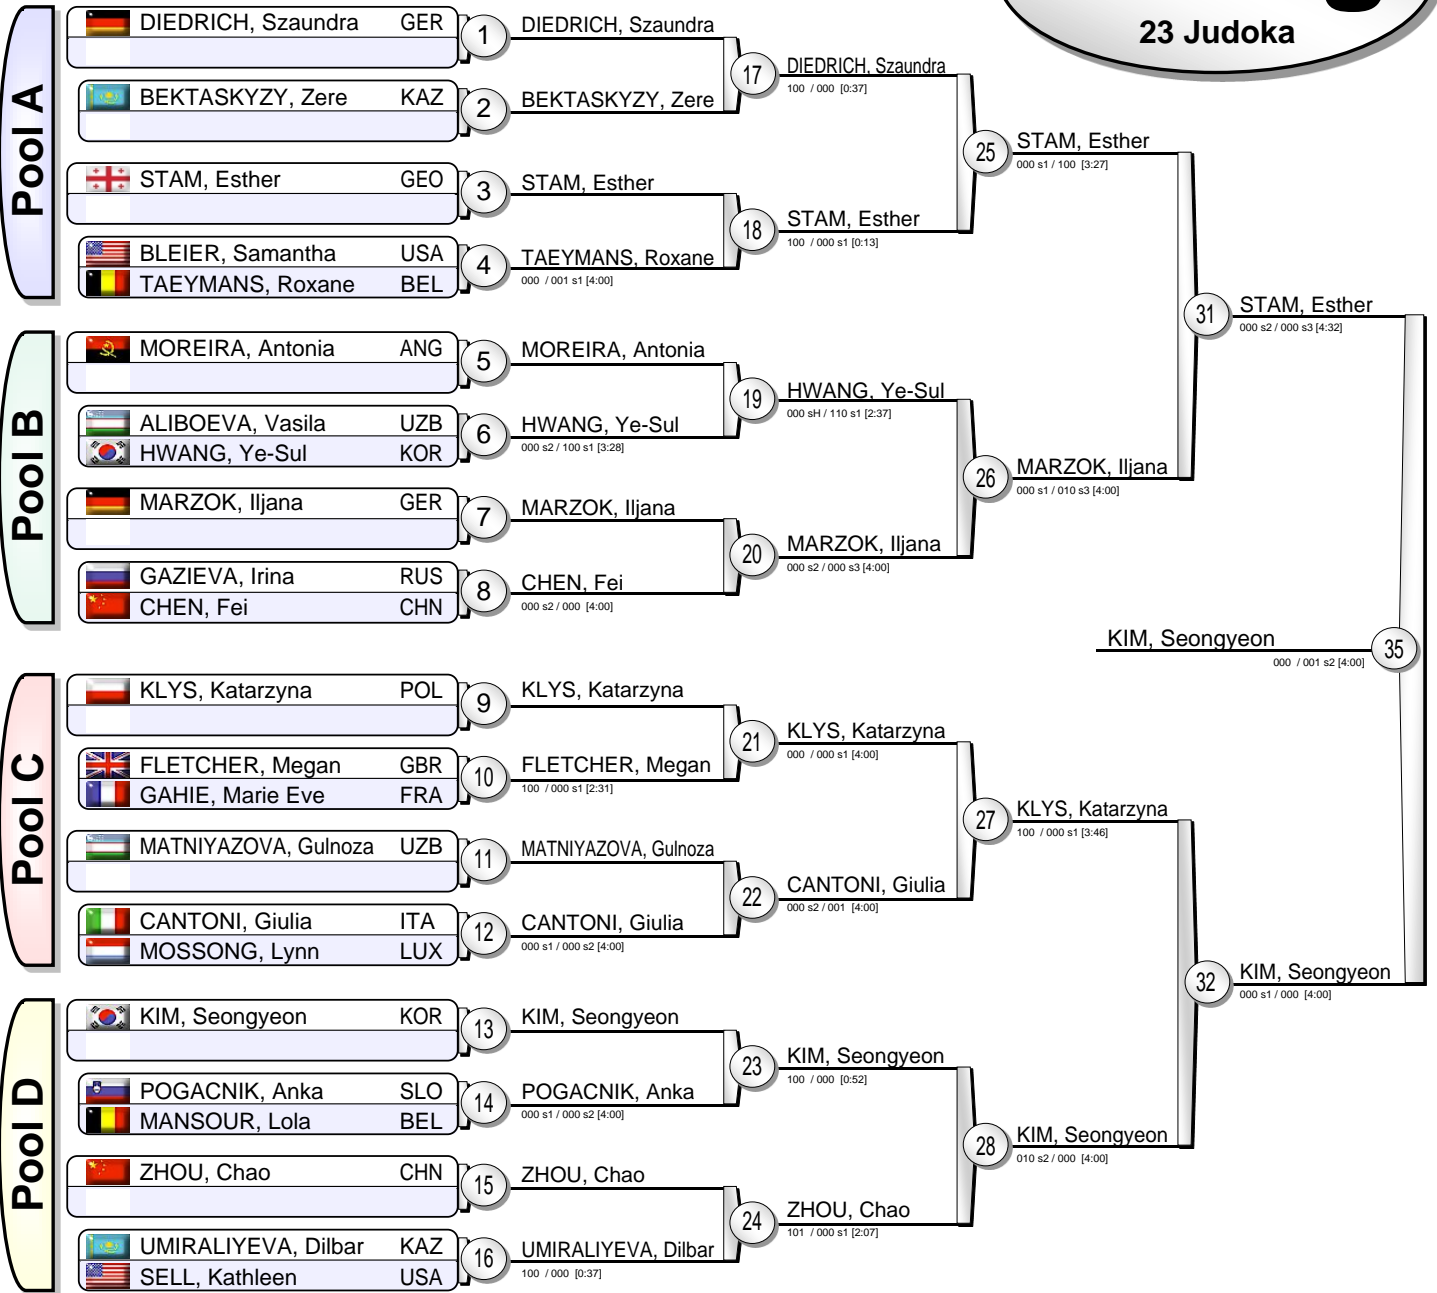 23 Judoka
Pool A
DIEDRICH, Szaundra GER
1
BEKTASKYZY, Zere KAZ
2
STAM, Esther GEO
3
BLEIER, Samantha USA
TAEYMANS, Roxane BEL
4
Pool B
MOREIRA, Antonia ANG
5
ALIBOEVA, Vasila UZB
HWANG, Ye-Sul KOR
6
MARZOK, Iljana GER
7
GAZIEVA, Irina RUS
CHEN, Fei CHN
8
Pool C
KLYS, Katarzyna POL
9
FLETCHER, Megan GBR
GAHIE, Marie Eve FRA
10
MATNIYAZOVA, Gulnoza UZB
11
CANTONI, Giulia ITA
MOSSONG, Lynn LUX
12
Pool D
KIM, Seongyeon KOR
13
POGACNIK, Anka SLO
MANSOUR, Lola BEL
14
ZHOU, Chao CHN
15
UMIRALIYEVA, Dilbar KAZ
SELL, Kathleen USA
16
DIEDRICH, Szaundra
BEKTASKYZY, Zere
17
STAM, Esther
TAEYMANS, Roxane
000 / 001 s1 [4:00]
18
MOREIRA, Antonia
HWANG, Ye-Sul
000 s2 / 100 s1 [3:28]
19
MARZOK, Iljana
CHEN, Fei
000 s2 / 000 [4:00]
20
KLYS, Katarzyna
FLETCHER, Megan
100 / 000 s1 [2:31]
21
MATNIYAZOVA, Gulnoza
CANTONI, Giulia
000 s1 / 000 s2 [4:00]
22
KIM, Seongyeon
POGACNIK, Anka
000 s1 / 000 s2 [4:00]
23
ZHOU, Chao
UMIRALIYEVA, Dilbar
100 / 000 [0:37]
24
DIEDRICH, Szaundra
100 / 000 [0:37]
STAM, Esther
100 / 000 s1 [0:13]
25
HWANG, Ye-Sul
000 sH / 110 s1 [2:37]
MARZOK, Iljana
000 s2 / 000 s3 [4:00]
26
KLYS, Katarzyna
000 / 000 s1 [4:00]
CANTONI, Giulia
000 s2 / 001 [4:00]
27
KIM, Seongyeon
100 / 000 [0:52]
ZHOU, Chao
101 / 000 s1 [2:07]
28
STAM, Esther
000 s1 / 100 [3:27]
MARZOK, Iljana
000 s1 / 010 s3 [4:00]
31
KLYS, Katarzyna
100 / 000 s1 [3:46]
KIM, Seongyeon
010 s2 / 000 [4:00]
32
STAM, Esther
000 s2 / 000 s3 [4:32]
KIM, Seongyeon
000 s1 / 000 [4:00]
KIM, Seongyeon
000 / 001 s2 [4:00]
35